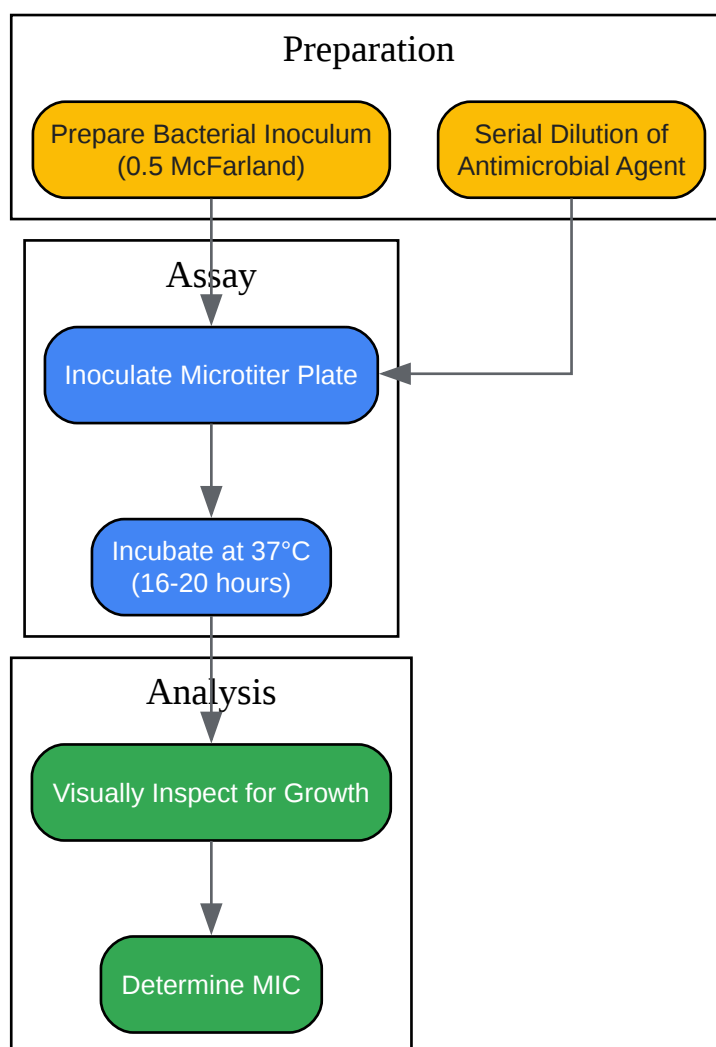 Preparation
Prepare Bacterial Inoculum
(0.5 McFarland)
Serial Dilution of
Antimicrobial Agent
Assay
Inoculate Microtiter Plate
Incubate at 37°C
(16-20 hours)
Analysis
Visually Inspect for Growth
Determine MIC